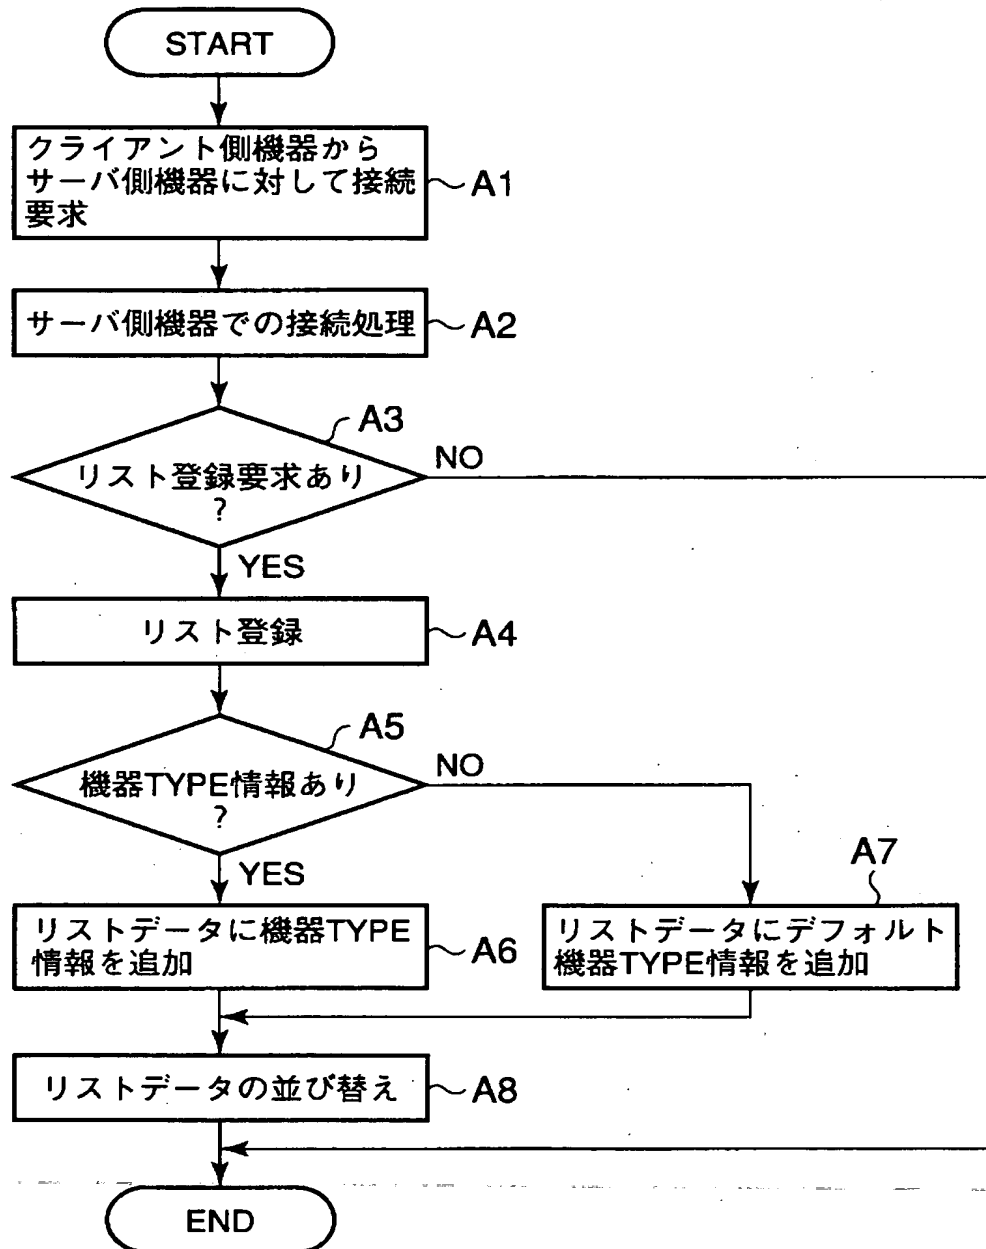 START
クライアント側機器から
サーバ側機器に対して接続
要求
A1
サーバ側機器での接続処理
A2
A3
リスト登録要求あり
?
NO
YES
リスト登録
A4
A5
機器TYPE情報あり
?
NO
YES
A7
リストデータに機器TYPE
情報を追加
A6
リストデータにデフォルト
機器TYPE情報を追加
リストデータの並び替え
A8
END